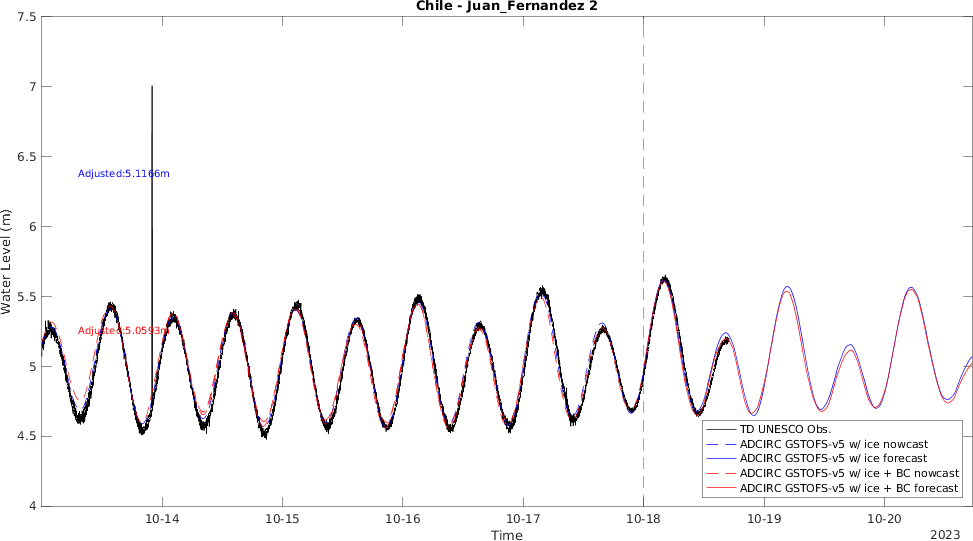 Chile - Juan_Fernandez 2
7.5
7
6.5
6
5.5
5
4.5
4
Water Level (m)
Adjusted:5.1166m
Adjusted:5.0593m
TD UNESCO Obs.
ADCIRC GSTOFS-v5 w/ ice nowcast
ADCIRC GSTOFS-v5 w/ ice forecast
ADCIRC GSTOFS-v5 w/ ice + BC nowcast
ADCIRC GSTOFS-v5 w/ ice + BC forecast
10-14 10-15 10-16 10-17 10-18 10-19 10-20
Time
2023